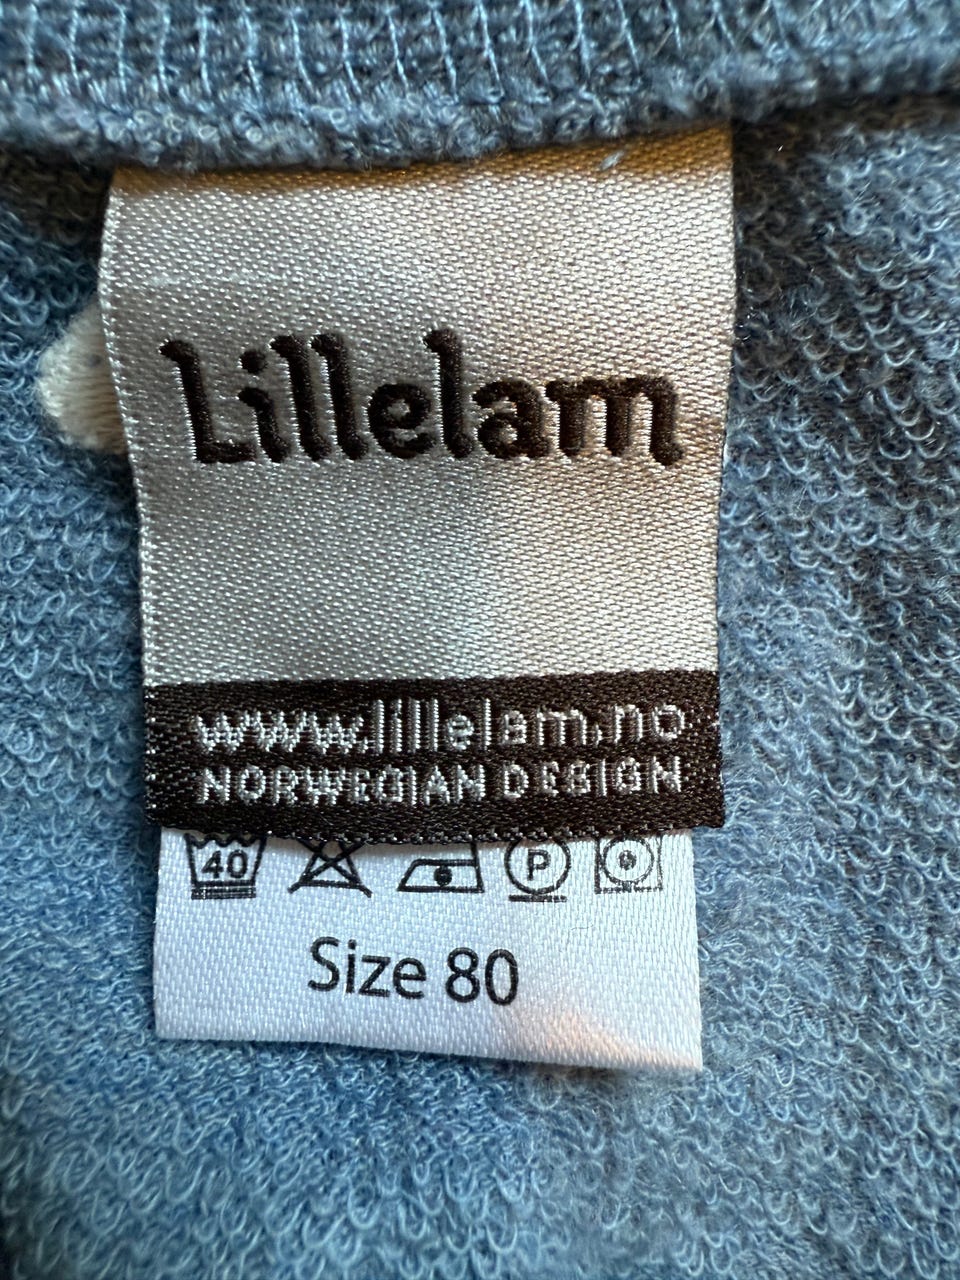 Lillelam
www.lillelam.no
NORWEGIAN DESIGN
40 P
Size 80